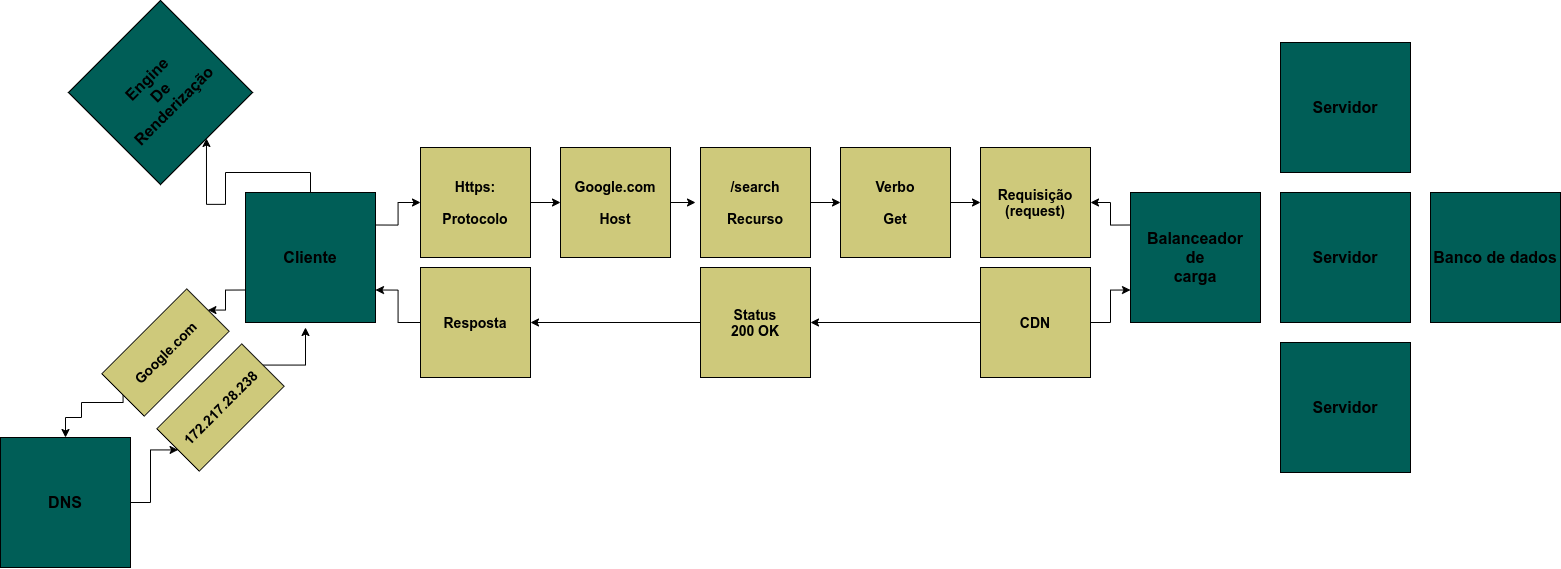 Engine
De
Renderização
Servidor
Https:
Protocolo
Google.com
Host
/search
Recurso
Verbo
Get
Requisição
(request)
Cliente
Balanceador
de
carga
Servidor
Banco de dados
Resposta
Status
200 OK
CDN
Google.com
172.217.28.238
Servidor
DNS